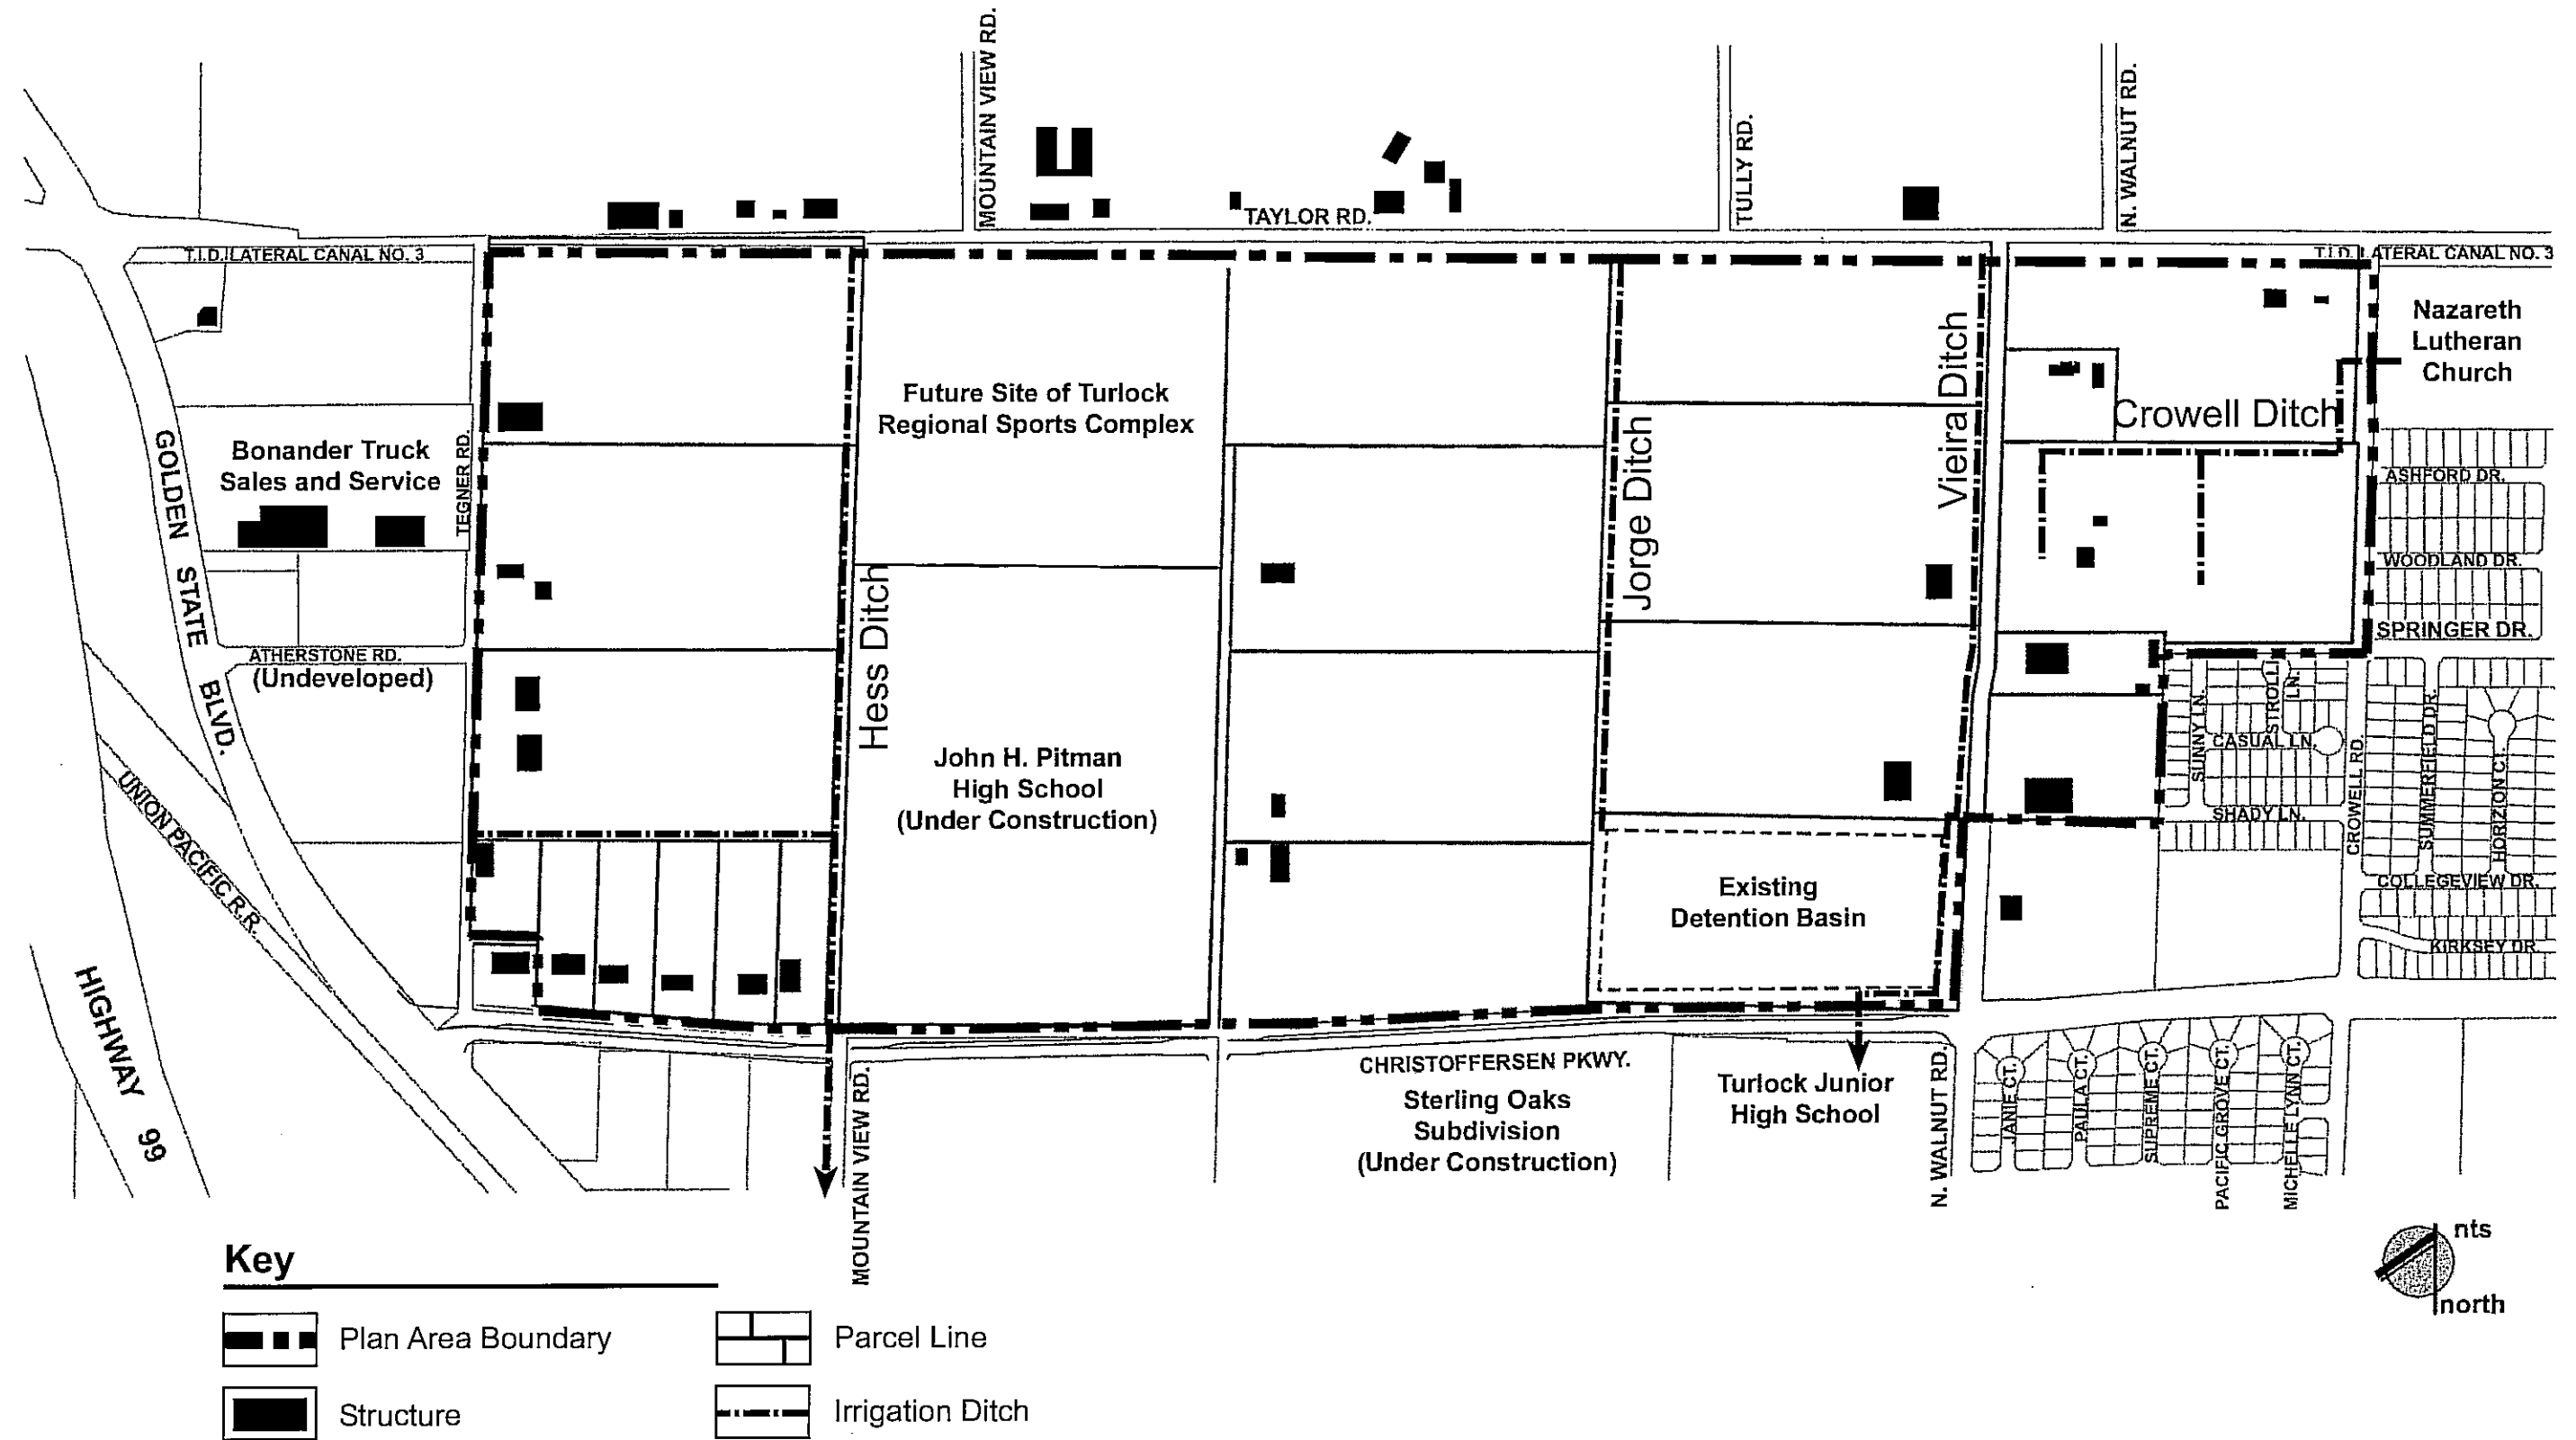 MOUNTAIN VIEW RD.
TULLY RD.
N. WALNUT RD.
TAYLOR RD.
T.I.D. LATERAL CANAL NO. 3
T.I.D. LATERAL CANAL NO. 3
Nazareth
Lutheran
Church
Future Site of Turlock
Regional Sports Complex
Vieira Ditch
Crowell Ditch
Bonander Truck
Sales and Service
TEGNER RD.
GOLDEN STATE BLVD.
Jorge Ditch
ASHFORD DR.
WOODLAND DR.
SPRINGER DR.
Hess Ditch
ATHERSTONE RD.
(Undeveloped)
SUNNY LN.
STROLLI
LN.
CASUAL LN.
SHADY LN.
CROWELL RD.
SUMMERFIELD DR.
HORZION C.
COLLEGEVIEW DR.
KIRKSEY DR.
John H. Pitman
High School
(Under Construction)
UNION PACIFIC R.R.
Existing
Detention Basin
HIGHWAY 99
CHRISTOFFERSEN PKWY.
Sterling Oaks
Subdivision
(Under Construction)
Turlock Junior
High School
MOUNTAIN VIEW RD.
N. WALNUT RD.
JANIE CT.
PAULA CT.
SUPREME CT.
PACIFIC GROVE CT.
MICHELLE LYNN CT.
nts
north
Key
Plan Area Boundary
Parcel Line
Structure
Irrigation Ditch